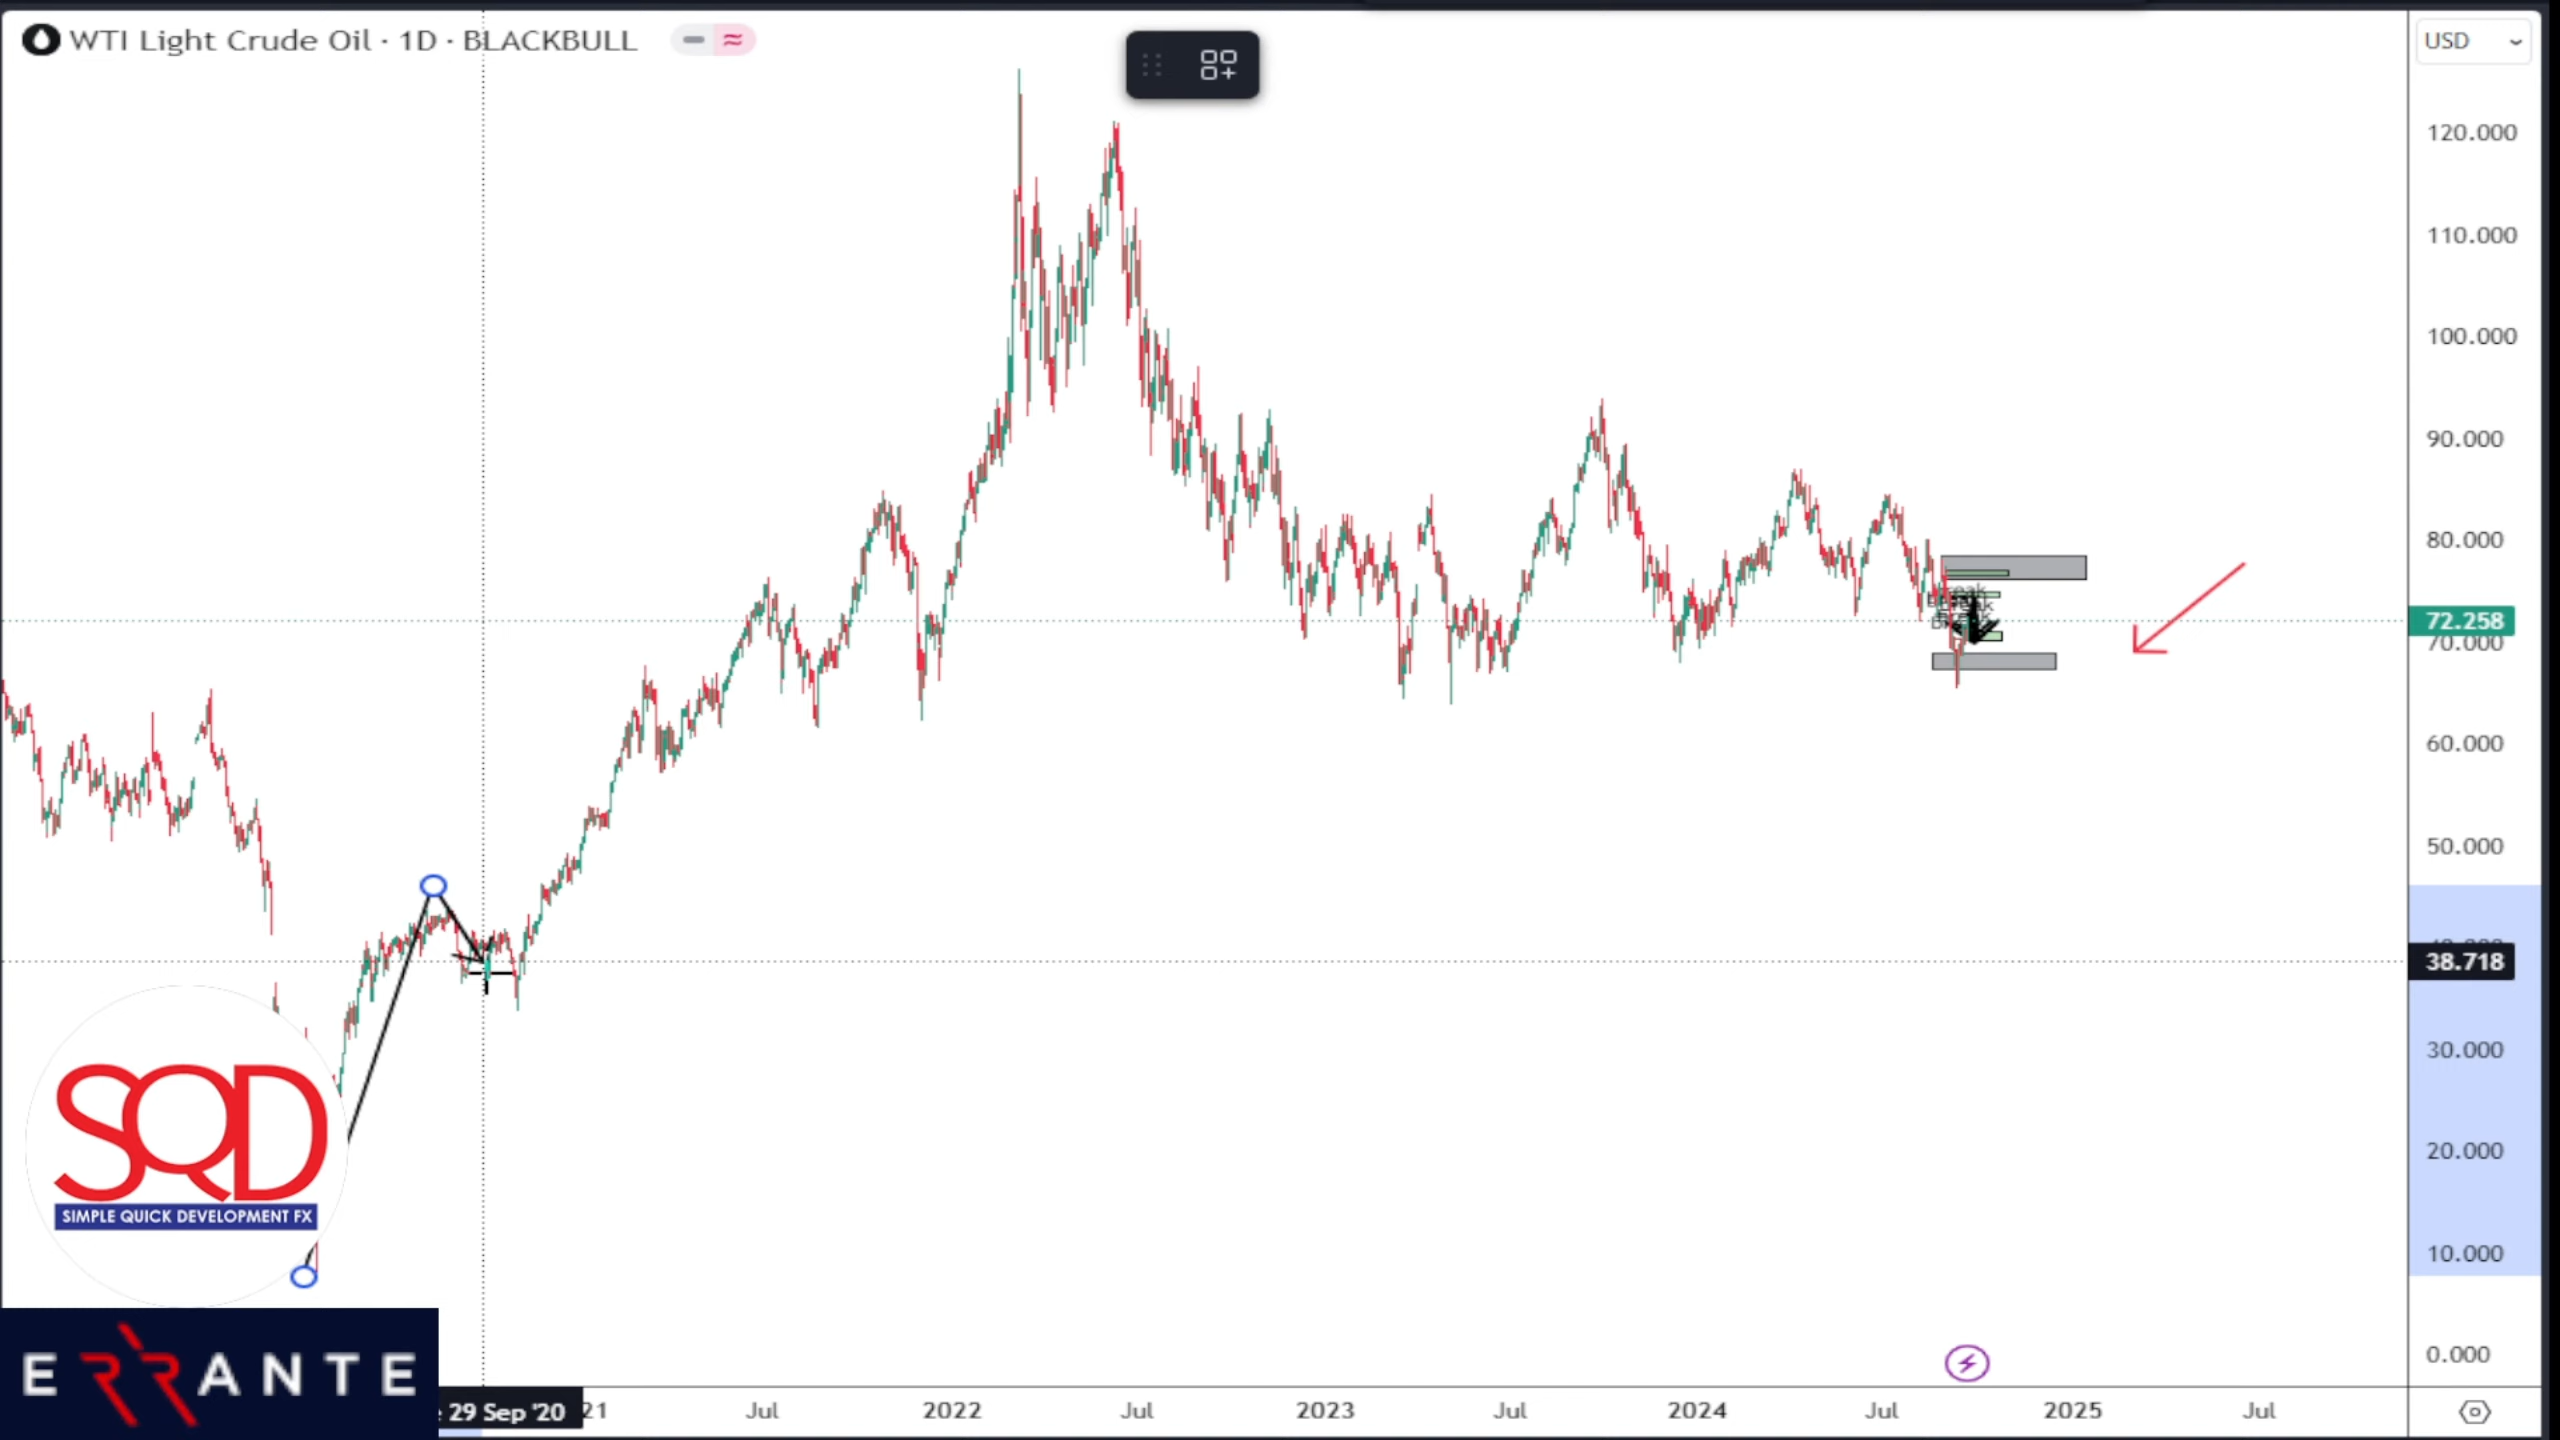 WTI Light Crude Oil · 1D · BLACKBULL
USD
120.000
110.000
100.000
90.000
80.000
72.258
70.000
60.000
50.000
38.718
30.000
20.000
10.000
0.000
break
Break
SQD
SIMPLE QUICK DEVELOPMENT FX
ERRANTE
29 Sep '20
21
Jul
2022
Jul
2023
Jul
2024
Jul
2025
Jul